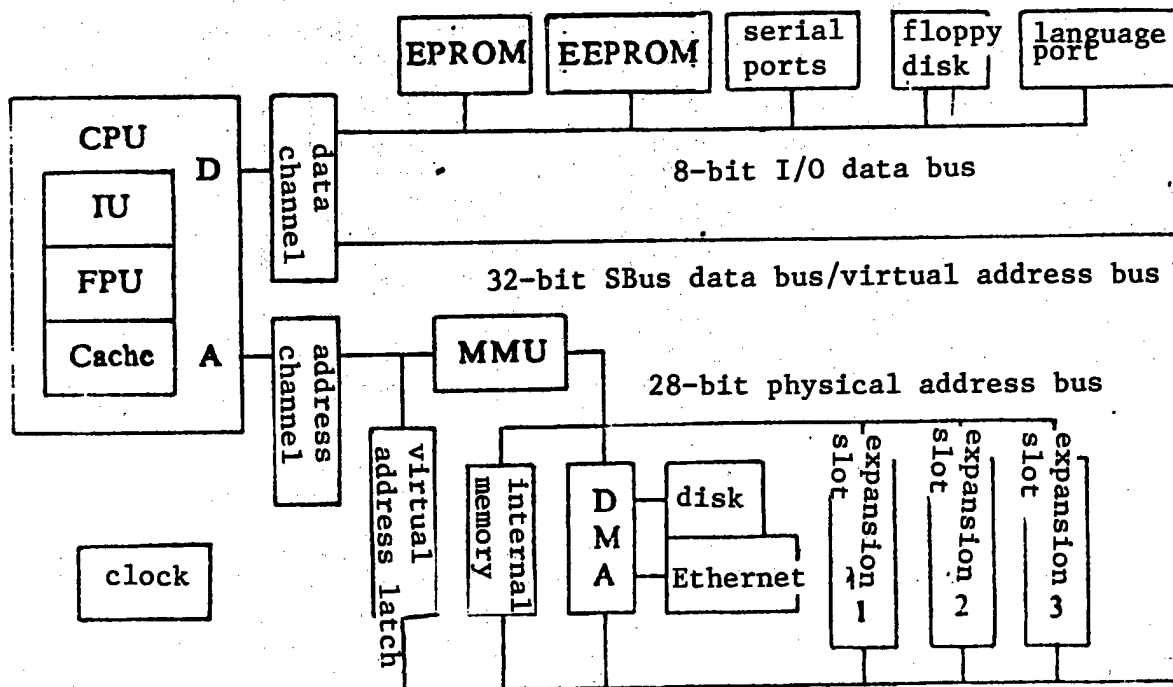 EPROM
EEPROM
serial
ports
floppy
disk
language
port
CPU
D
IU
FPU
Cache
A
data
channel
8-bit I/O data bus
32-bit SBus data bus/virtual address bus
address
channel
MMU
28-bit physical address bus
virtual
address latch
internal
memory
D
M
A
disk
Ethernet
expansion 1
slot
expansion 2
slot
expansion 3
slot
clock